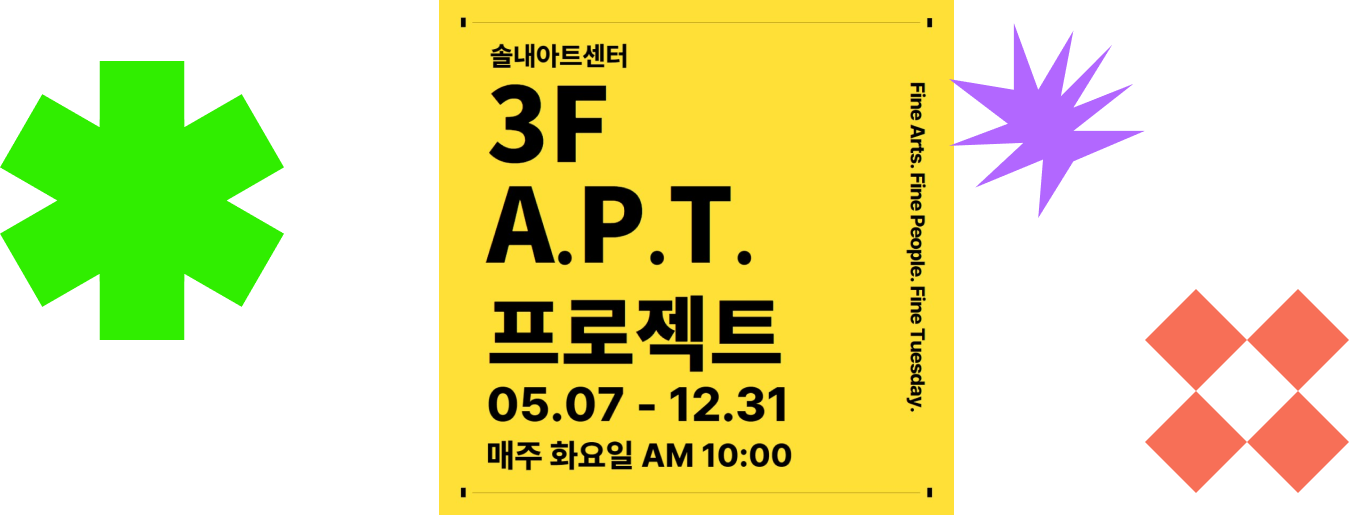 솔내아트센터
3F
A.P.T.
프로젝트
05.07 - 12.31
매주 화요일 AM 10:00
Fine Arts. Fine People. Fine Tuesday.